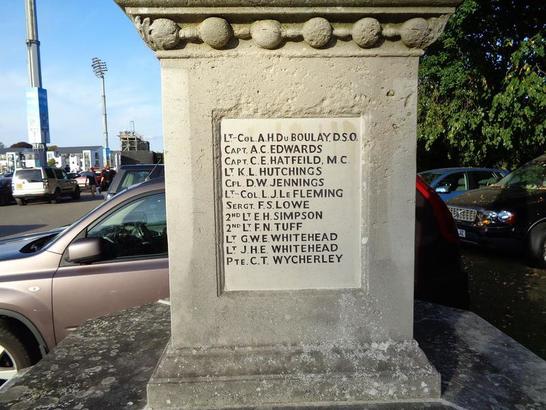 LT-COL A.H. DU BOULAY, D.S.O.
CAPT. A.C. EDWARDS
CAPT. C.E. HATFEILD, M.C.
LT K.L. HUTCHINGS
CPL D.W. JENNINGS
LT-COL L.J. LE FLEMING
SERGT. F.S. LOWE
2ND LT E.H. SIMPSON
2ND LT F.N. TUFF
LT G.W.E. WHITEHEAD
LT J.H.E. WHITEHEAD
PTE. C.T. WYCHERLEY